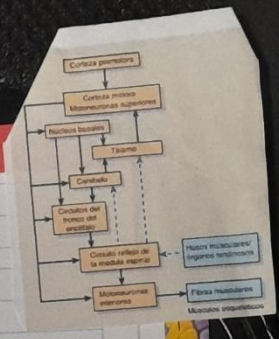 Corteza premotora
Corteza motora
Motoneuronas superiores
Núcleos basales
Tálamo
Cerebelo
Circuitos del
tronco del
encéfalo
Circuito reflejo de
la médula espinal
Husos musculares/
órganos tendinosos
Motoneuronas
inferiores
Fibras musculares
Músculos esqueléticos